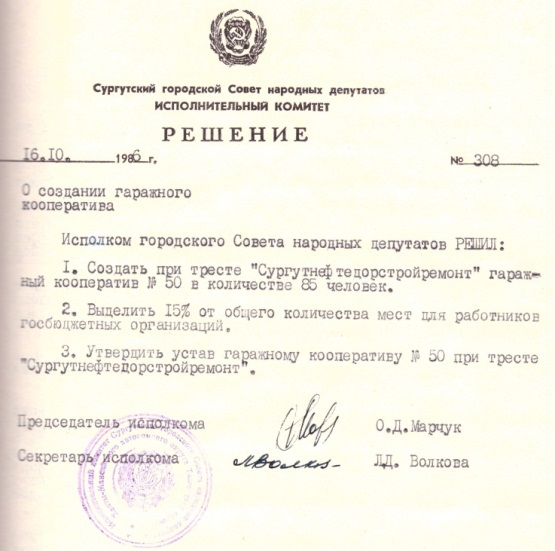 Сургутский городской Совет народных депутатов
ИСПОЛНИТЕЛЬНЫЙ КОМИТЕТ
РЕШЕНИЕ
16.10. 1986 г. № 308
О создании гаражного
кооператива
Исполком городского Совета народных депутатов РЕШИЛ:
1. Создать при тресте "Сургутнефтедорстройремонт" гараж-
ный кооператив № 50 в количестве 85 человек.
2. Выделить 15% от общего количества мест для работников
госбюджетных организаций.
3. Утвердить устав гаражному кооперативу № 50 при тресте
"Сургутнефтедорстройремонт".
Председатель исполкома О.Д.Марчук
Секретарь исполкома Л.Д. Волкова